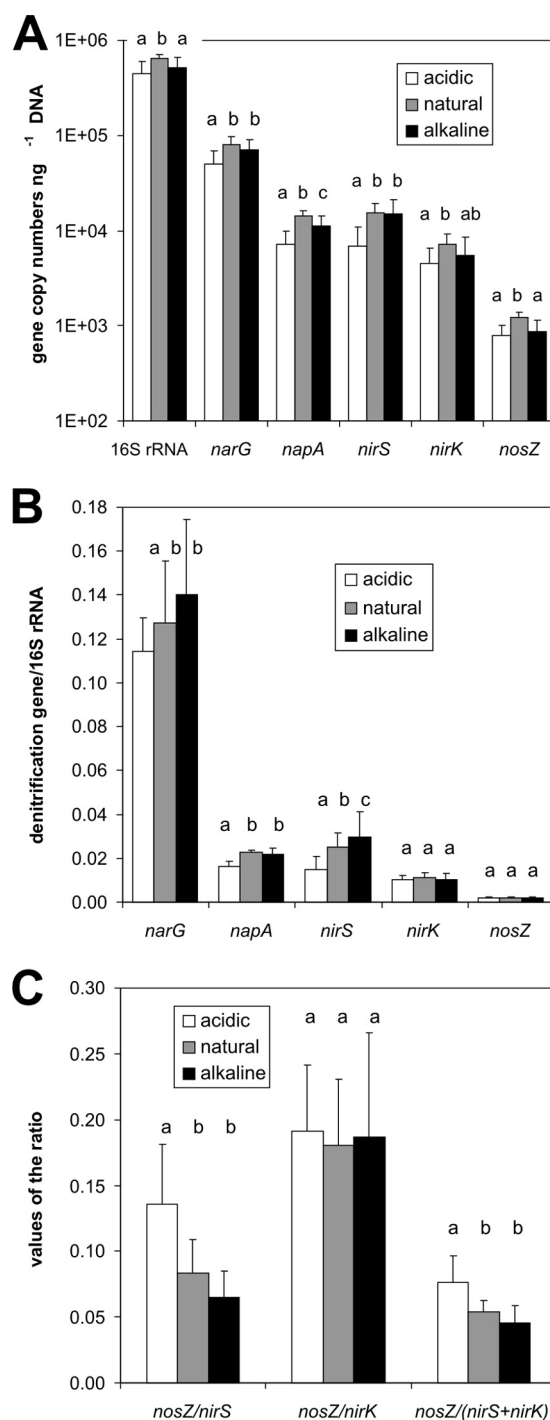 A
gene copy numbers ng -1 DNA
1E+06
1E+05
1E+04
1E+03
1E+02
a b a
a b b
a b c
a b b
a b ab
a b a
acidic
natural
alkaline
16S rRNA narG napA nirS nirK nosZ
B
denitrification gene/16S rRNA
0.18
0.16
0.14
0.12
0.10
0.08
0.06
0.04
0.02
0.00
a b b
a b b
a b c
a a a
a a a
acidic
natural
alkaline
narG napA nirS nirK nosZ
C
values of the ratio
0.30
0.25
0.20
0.15
0.10
0.05
0.00
acidic
natural
alkaline
a b b
a a a
a b b
nosZ/nirS nosZ/nirK nosZ/(nirS+nirK)